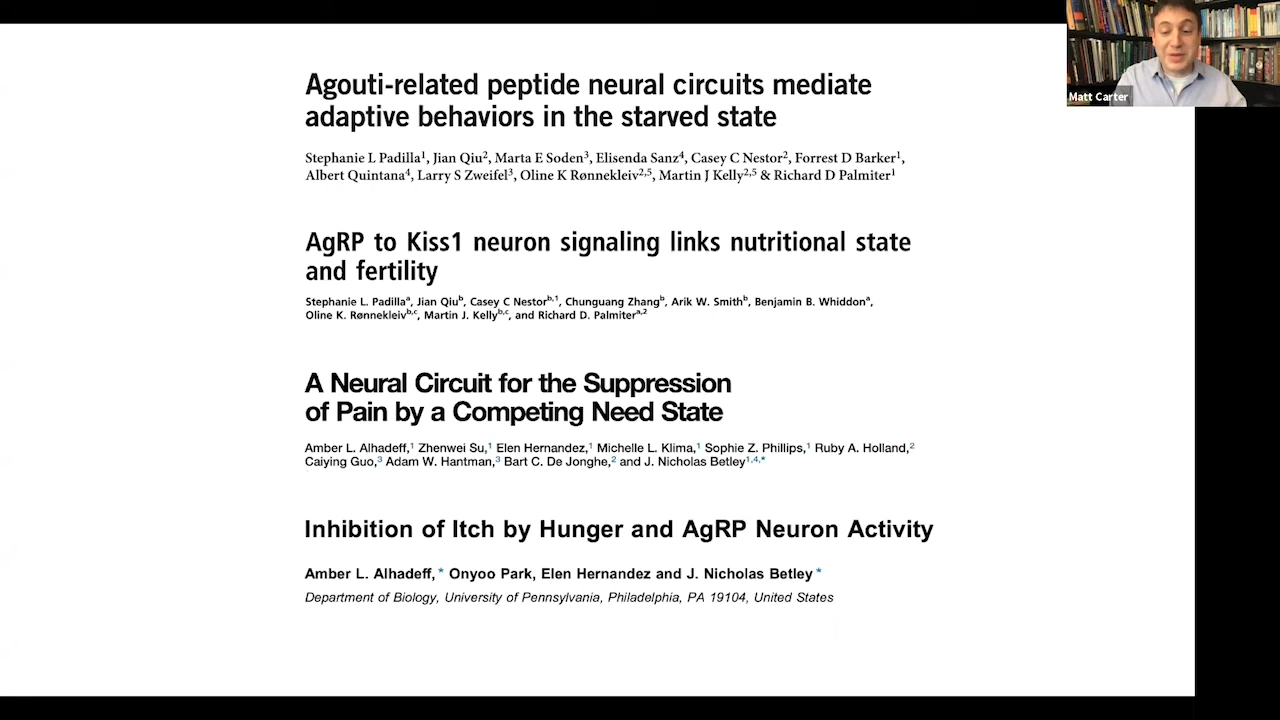 Matt Carter
Agouti-related peptide neural circuits mediate
adaptive behaviors in the starved state
Stephanie L Padilla1, Jian Qiu2, Marta E Soden3, Elisenda Sanz4, Casey C Nestor2, Forrest D Barker1,
Albert Quintana4, Larry S Zweifel3, Oline K Rønnekleiv2,5, Martin J Kelly2,5 & Richard D Palmiter1
AgRP to Kiss1 neuron signaling links nutritional state
and fertility
Stephanie L. Padillaa, Jian Qiub, Casey C Nestorb,1, Chunguang Zhangb, Arik W. Smithb, Benjamin B. Whiddona,
Oline K. Rønnekleivb,c, Martin J. Kellyb,c, and Richard D. Palmitera,2
A Neural Circuit for the Suppression
of Pain by a Competing Need State
Amber L. Alhadeff,1 Zhenwei Su,1 Elen Hernandez,1 Michelle L. Klima,1 Sophie Z. Phillips,1 Ruby A. Holland,2
Caiying Guo,3 Adam W. Hantman,3 Bart C. De Jonghe,2 and J. Nicholas Betley1,4,*
Inhibition of Itch by Hunger and AgRP Neuron Activity
Amber L. Alhadeff,* Onyoo Park, Elen Hernandez and J. Nicholas Betley*
Department of Biology, University of Pennsylvania, Philadelphia, PA 19104, United States